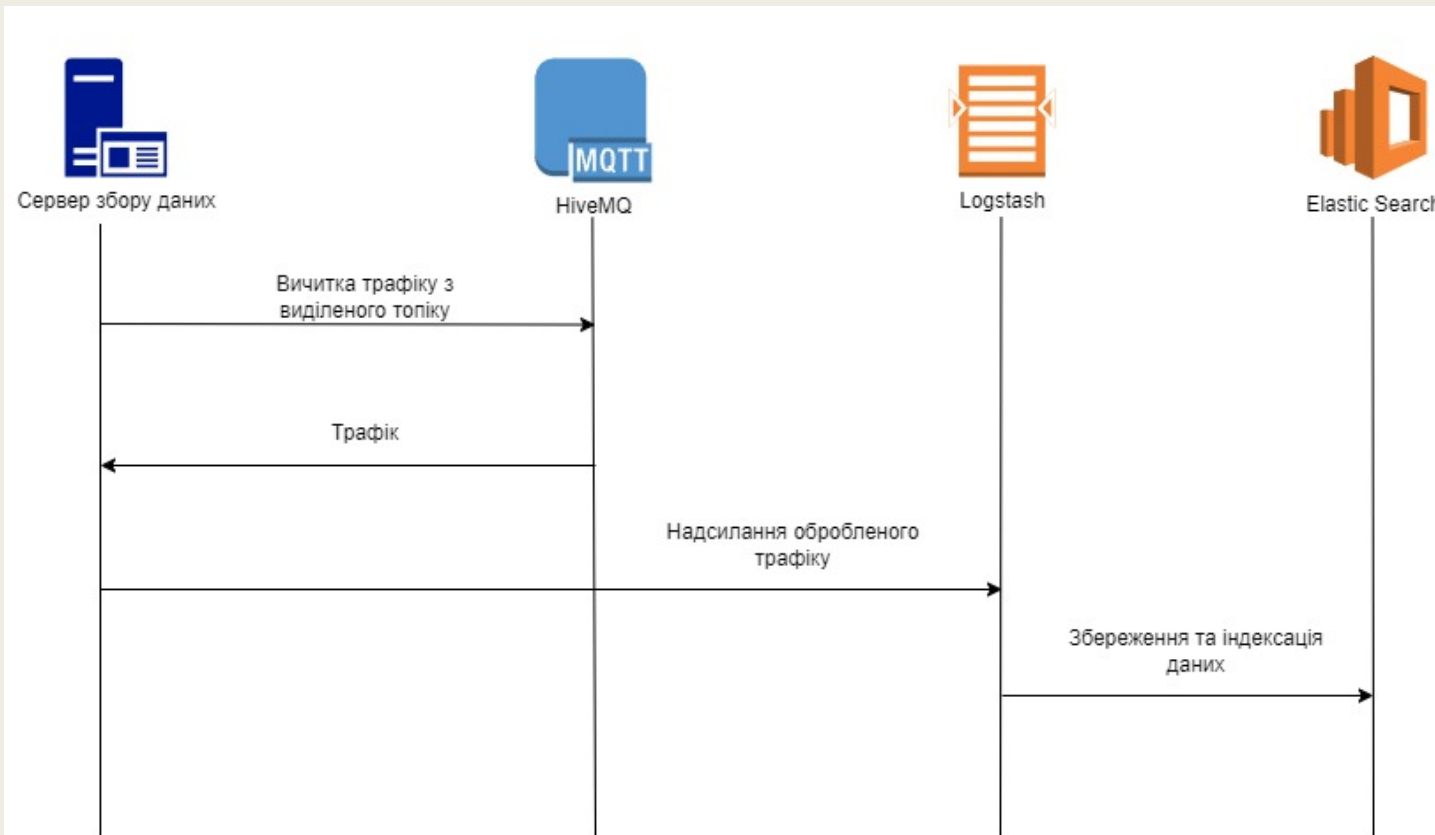 MQTT
Сервер збору даних
HiveMQ
Logstash
Elastic Search
Вичитка трафіку з
виділеного топіку
Трафік
Надсилання обробленого
трафіку
Збереження та індексація
даних